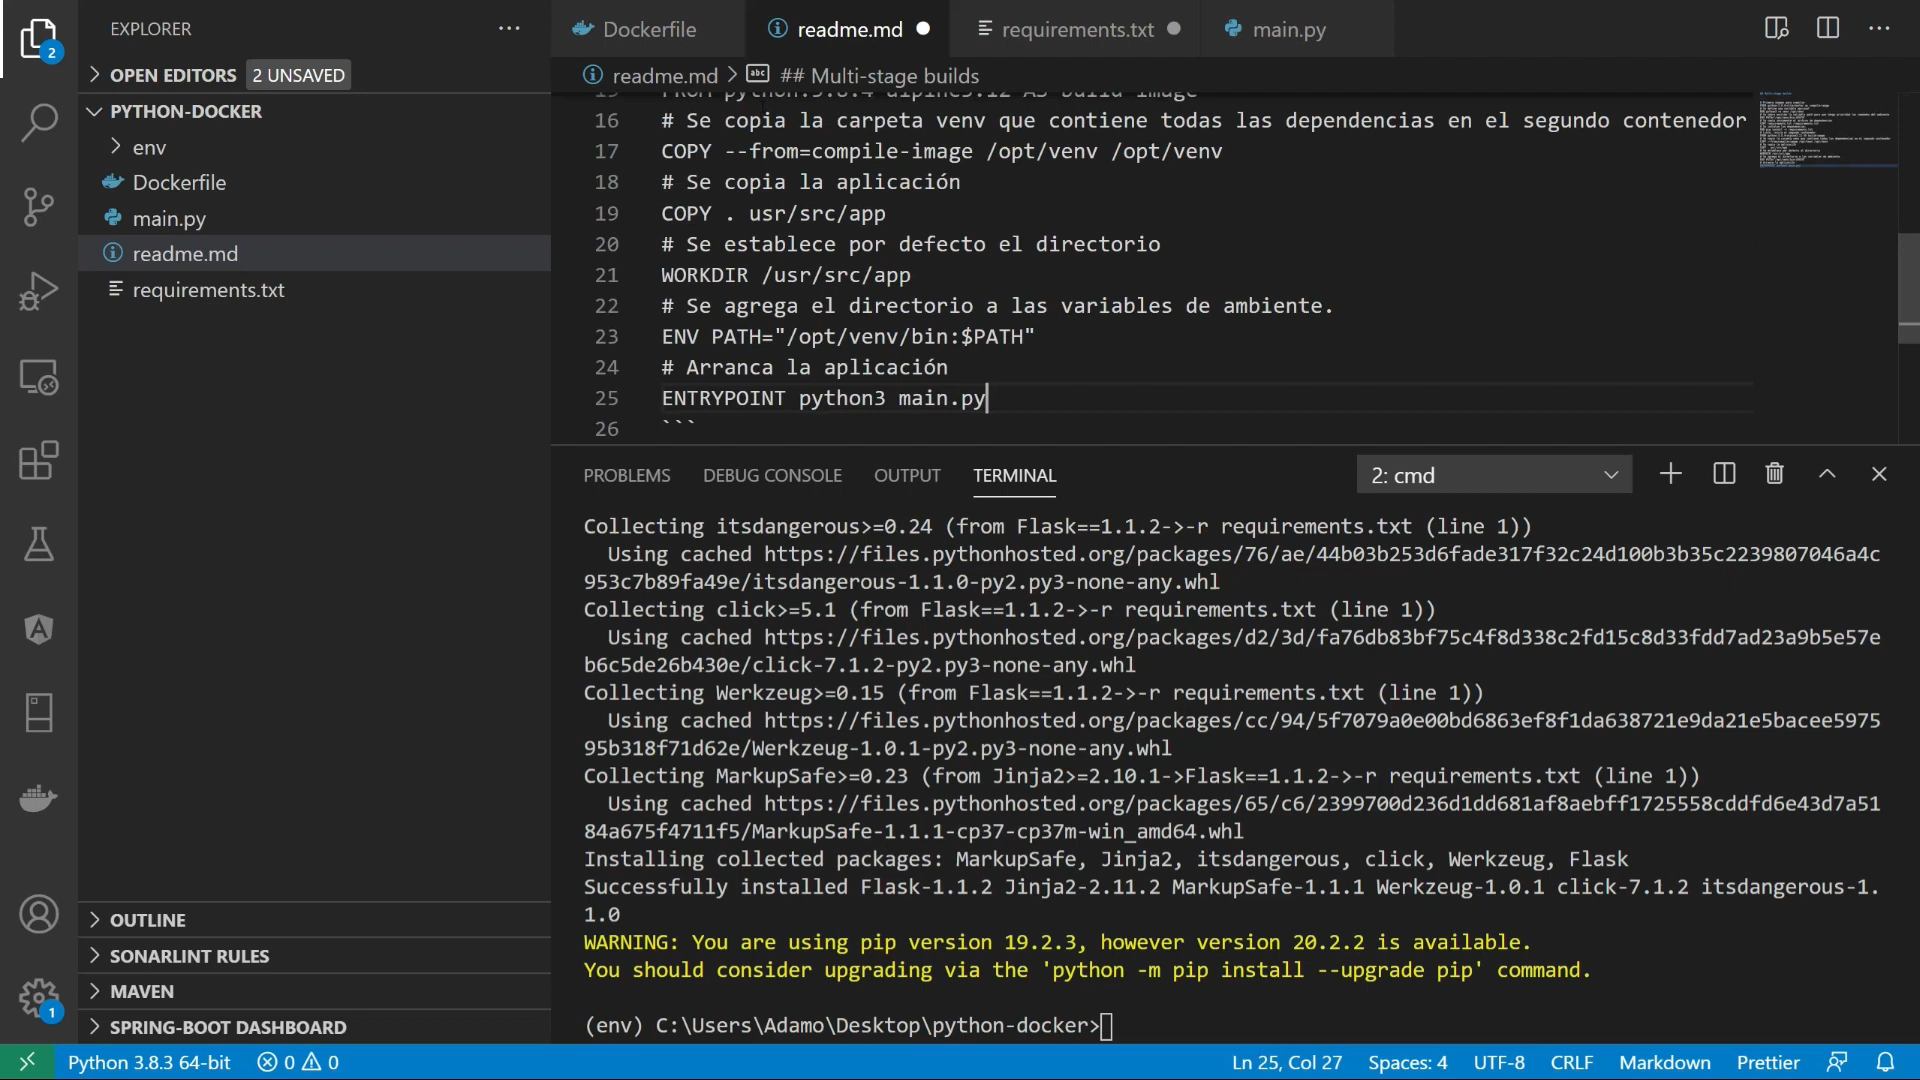 EXPLORER
OPEN EDITORS 2 UNSAVED
PYTHON-DOCKER
env
Dockerfile
main.py
readme.md
requirements.txt
OUTLINE
SONARLINT RULES
MAVEN
SPRING-BOOT DASHBOARD
2
1
Dockerfile
readme.md
requirements.txt
main.py
readme.md > abc ## Multi-stage builds
16 # Se copia la carpeta venv que contiene todas las dependencias en el segundo contenedor
17 COPY --from=compile-image /opt/venv /opt/venv
18 # Se copia la aplicación
19 COPY . usr/src/app
20 # Se establece por defecto el directorio
21 WORKDIR /usr/src/app
22 # Se agrega el directorio a las variables de ambiente.
23 ENV PATH="/opt/venv/bin:$PATH"
24 # Arranca la aplicación
25 ENTRYPOINT python3 main.py
26 ```
PROBLEMS DEBUG CONSOLE OUTPUT TERMINAL 2: cmd
Collecting itsdangerous>=0.24 (from Flask==1.1.2->-r requirements.txt (line 1))
Using cached https://files.pythonhosted.org/packages/76/ae/44b03b253d6fade317f32c24d100b3b35c2239807046a4c
953c7b89fa49e/itsdangerous-1.1.0-py2.py3-none-any.whl
Collecting click>=5.1 (from Flask==1.1.2->-r requirements.txt (line 1))
Using cached https://files.pythonhosted.org/packages/d2/3d/fa76db83bf75c4f8d338c2fd15c8d33fdd7ad23a9b5e57e
b6c5de26b430e/click-7.1.2-py2.py3-none-any.whl
Collecting Werkzeug>=0.15 (from Flask==1.1.2->-r requirements.txt (line 1))
Using cached https://files.pythonhosted.org/packages/cc/94/5f7079a0e00bd6863ef8f1da638721e9da21e5bacee5975
95b318f71d62e/Werkzeug-1.0.1-py2.py3-none-any.whl
Collecting MarkupSafe>=0.23 (from Jinja2>=2.10.1->Flask==1.1.2->-r requirements.txt (line 1))
Using cached https://files.pythonhosted.org/packages/65/c6/2399700d236d1dd681af8aebff1725558cddfd6e43d7a51
84a675f4711f5/MarkupSafe-1.1.1-cp37-cp37m-win_amd64.whl
Installing collected packages: MarkupSafe, Jinja2, itsdangerous, click, Werkzeug, Flask
Successfully installed Flask-1.1.2 Jinja2-2.11.2 MarkupSafe-1.1.1 Werkzeug-1.0.1 click-7.1.2 itsdangerous-1.
1.0
WARNING: You are using pip version 19.2.3, however version 20.2.2 is available.
You should consider upgrading via the 'python -m pip install --upgrade pip' command.
(env) C:\Users\Adamo\Desktop\python-docker>
Python 3.8.3 64-bit 0 0 Ln 25, Col 27 Spaces: 4 UTF-8 CRLF Markdown Prettier